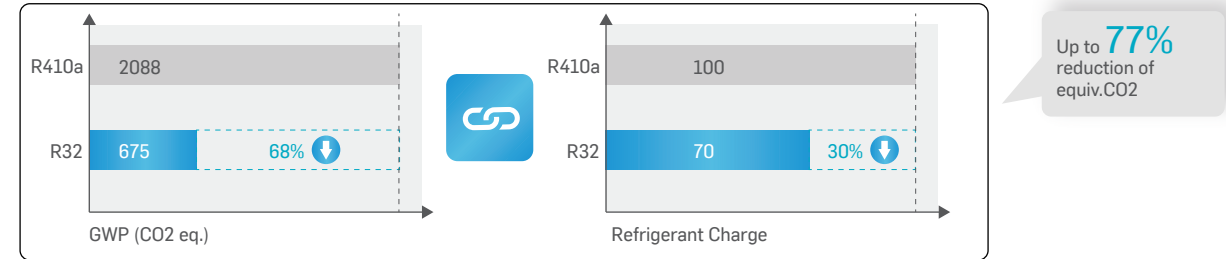 R410a
2088
R32
675
68%
GWP (CO2 eq.)
R410a
100
R32
70
30%
Refrigerant Charge
Up to 77%
reduction of
equiv.CO2